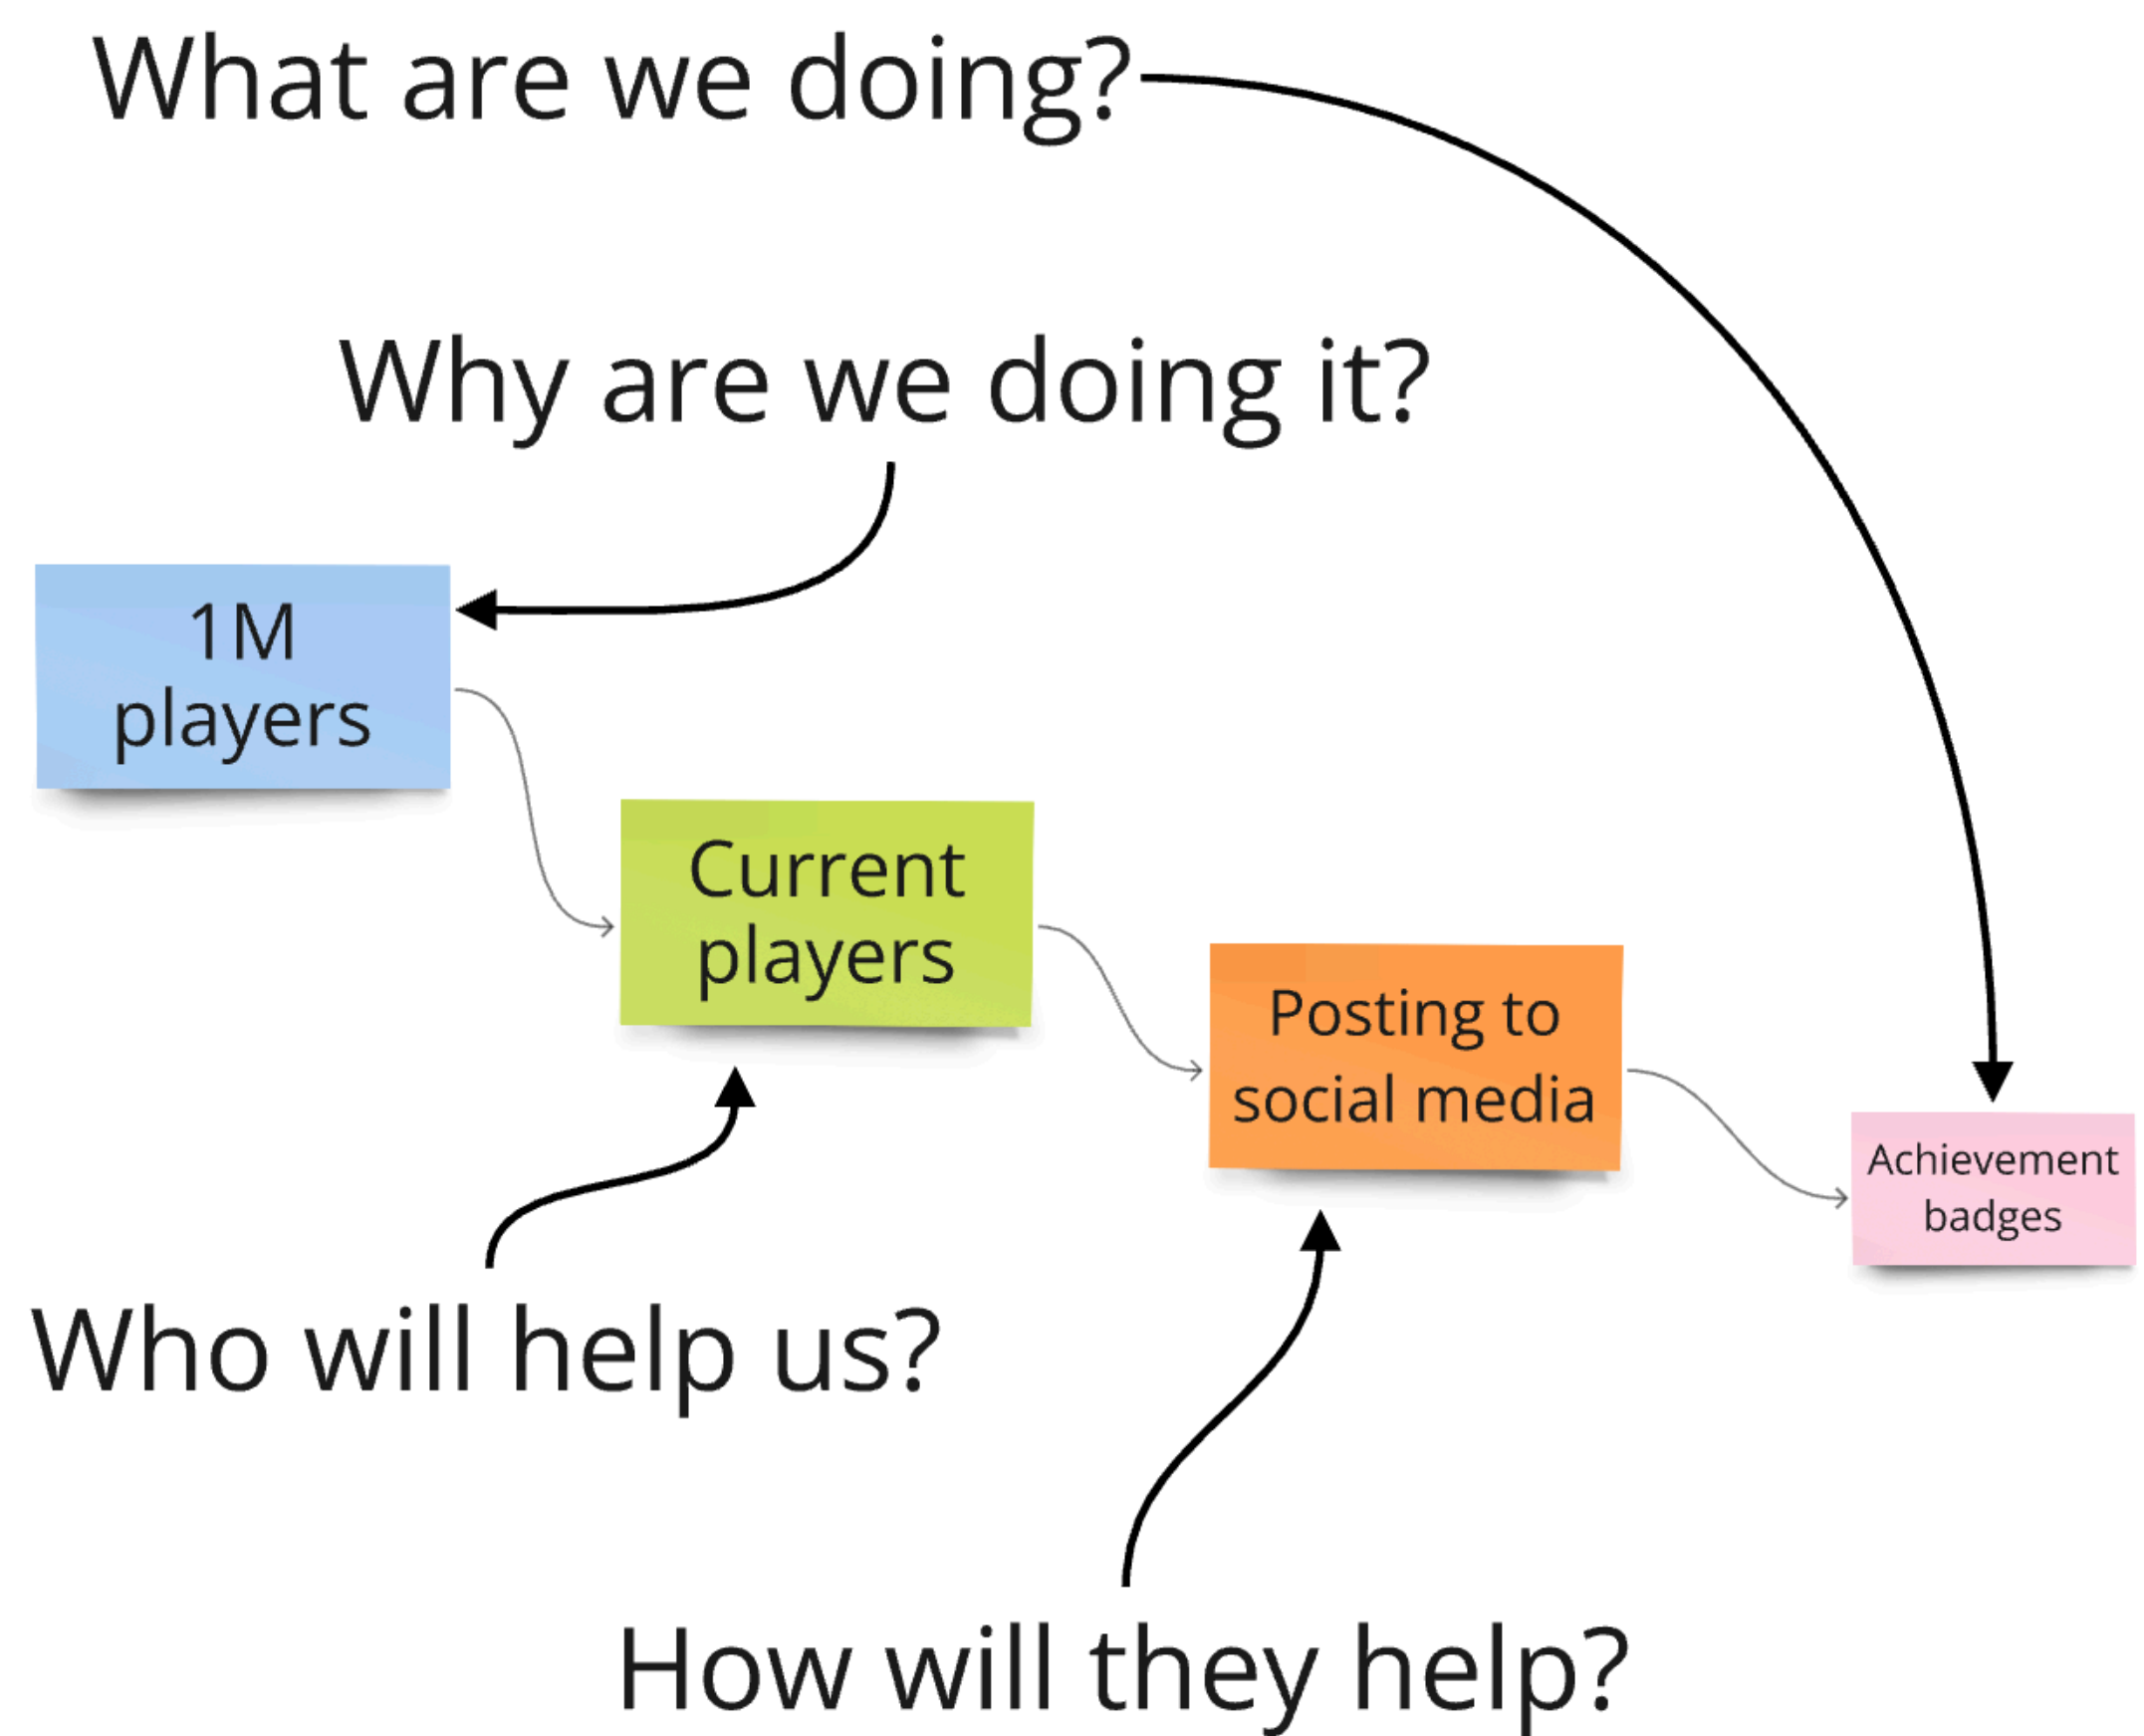 What are we doing?
Why are we doing it?
1M
players
Current
players
Posting to
social media
Achievement
badges
Who will help us?
How will they help?